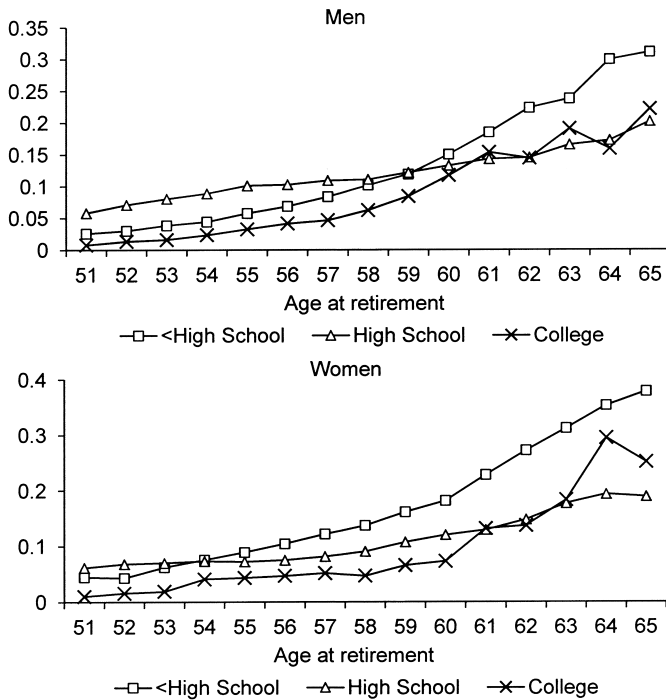 Men
0.35
0.3
0.25
0.2
0.15
0.1
0.05
0
51 52 53 54 55 56 57 58 59 60 61 62 63 64 65
Age at retirement
<High School High School College
Women
0.4
0.3
0.2
0.1
0
51 52 53 54 55 56 57 58 59 60 61 62 63 64 65
Age at retirement
<High School High School College